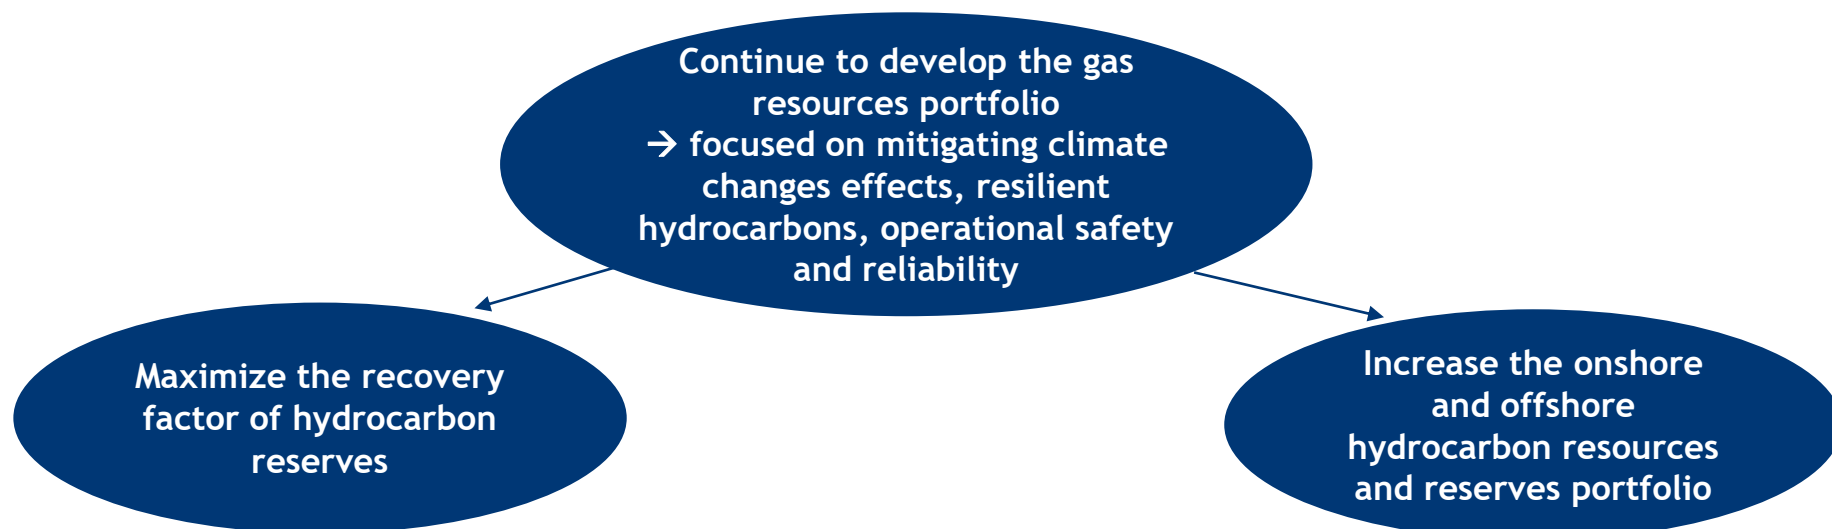 Continue to develop the gas
resources portfolio
→ focused on mitigating climate
changes effects, resilient
hydrocarbons, operational safety
and reliability
Maximize the recovery
factor of hydrocarbon
reserves
Increase the onshore
and offshore
hydrocarbon resources
and reserves portfolio